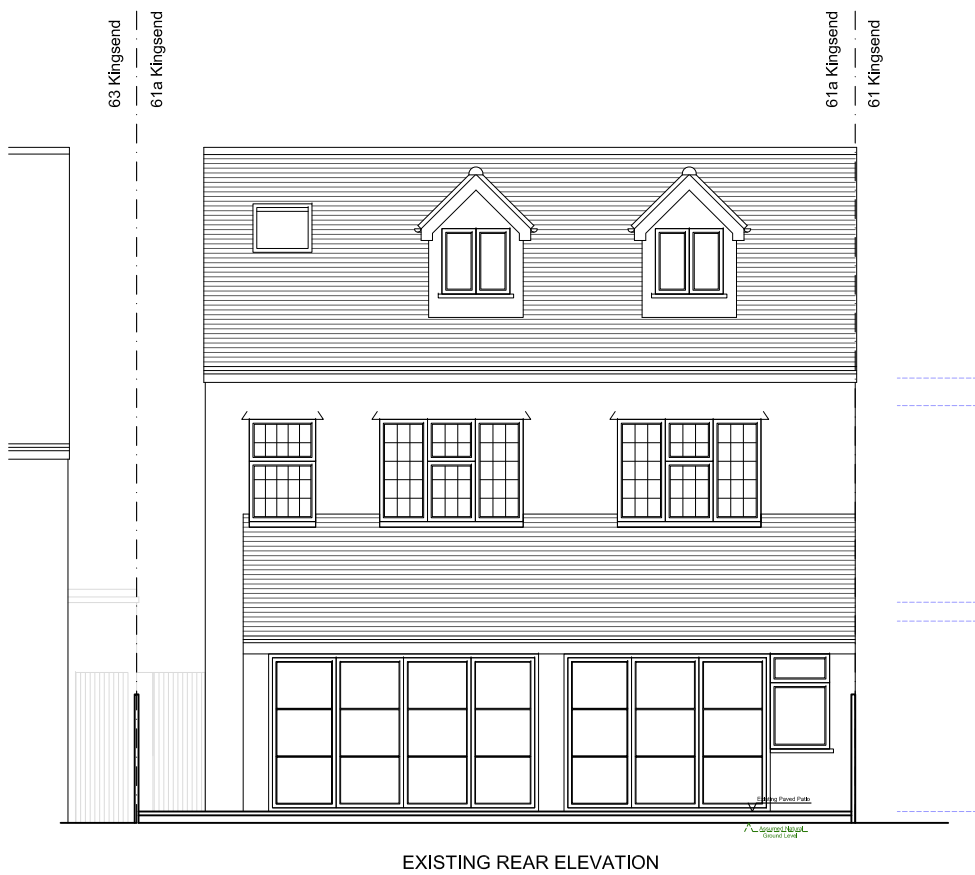 63 Kingsend
61a Kingsend
61a Kingsend
61 Kingsend
Existing Paved Patio
Assumed Natural
Ground Level
EXISTING REAR ELEVATION